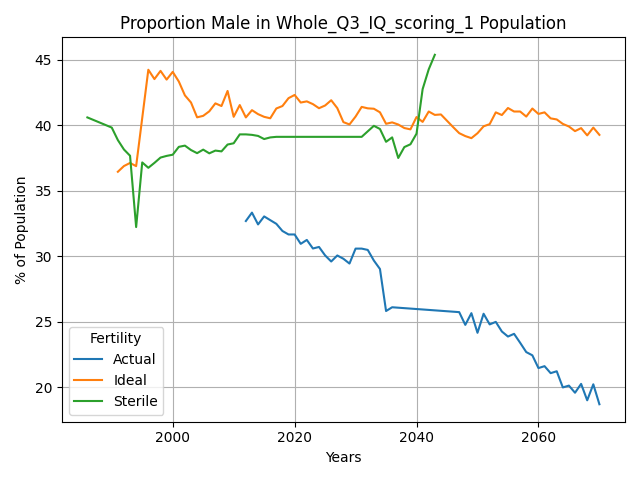 Proportion Male in Whole_Q3_IQ_scoring_1 Population
% of Population
45
40
35
30
25
20
Fertility
Actual
Ideal
Sterile
2000
2020
2040
2060
Years